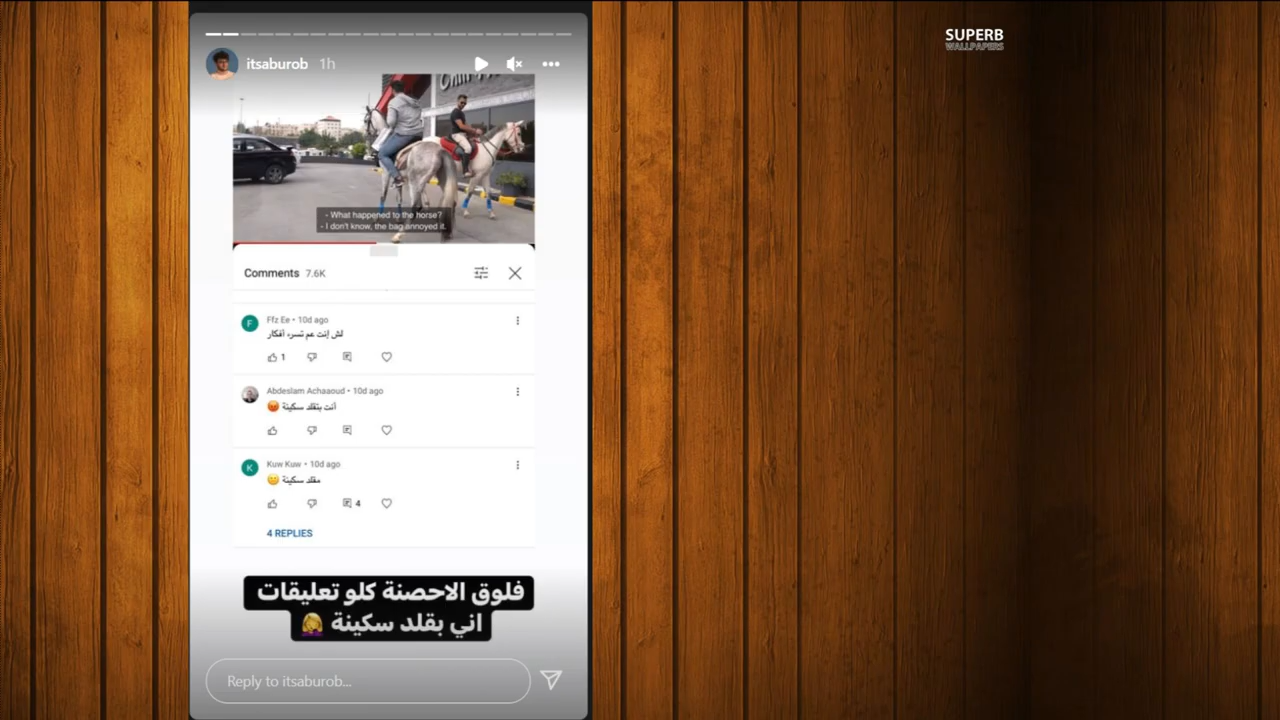 SUPERB
WALLPAPERS
itsaburob 1h
- What happened to the horse?
- I don't know, the bag annoyed it.
Comments 7.6K
F
Ffz Ee • 10d ago
لش إنت عم تسرء أفكار
1
Abdeslam Achaaoud • 10d ago
أنت بتقلد سكينة 😡
K
Kuw Kuw • 10d ago
مقلد سكينة 😑
4
4 REPLIES
فلوق الاحصنة كلو تعليقات
اني بقلد سكينة 🤦‍♀️
Reply to itsaburob...